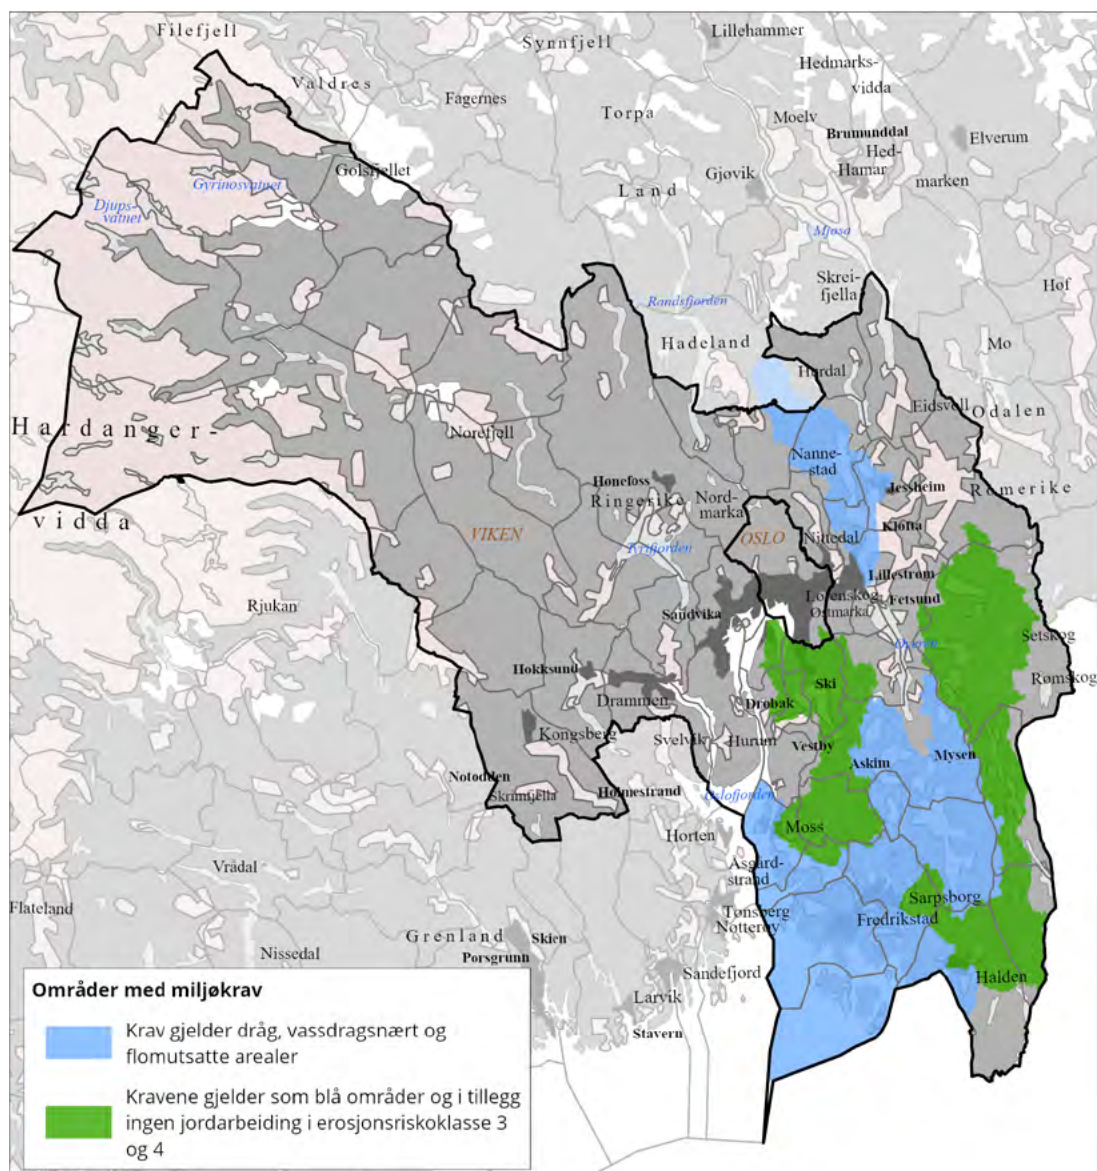 Filefjell
Synnfjell
Lillehammer
Hedmarks-
vidda
Valdres
Fagernes
Torpa
Moelv
Brumunddal
Elverum
Hed-
Hamar
marken
Golsfjellet
Gjøvik
Land
Gyrinosvatnet
Djups-
vatnet
Mjøsa
Skrei-
fjella
Hof
Randsfjorden
Hadeland
Mo
Hurdal
Eidsvoll
Odalen
Hardanger-
vidda
Norefjell
Nanne-
stad
Hønefoss
Ringerike
Nord-
marka
Jessheim
Romerike
Kløfta
VIKEN
OSLO
Nittedal
Tyrifjorden
Lillestrøm
Rjukan
Sandvika
Lørenskog
Østmarka
Fetsund
Øyeren
Setskog
Hokksund
Ski
Rømskog
Drammen
Drøbak
Kongsberg
Svelvik
Hurum
Vestby
Askim
Mysen
Notodden
Skrimfjella
Holmestrand
Oslofjorden
Moss
Horten
Vrådal
Åsgård-
strand
Sarpsborg
Flateland
Tønsberg
Nøtterøy
Fredrikstad
Grenland
Skien
Nissedal
Porsgrunn
Sandefjord
Halden
Larvik
Stavern
Områder med miljøkrav
Krav gjelder dråg, vassdragsnært og
flomutsatte arealer
Kravene gjelder som blå områder og i tillegg
ingen jordarbeiding i erosjonsriskoklasse 3
og 4